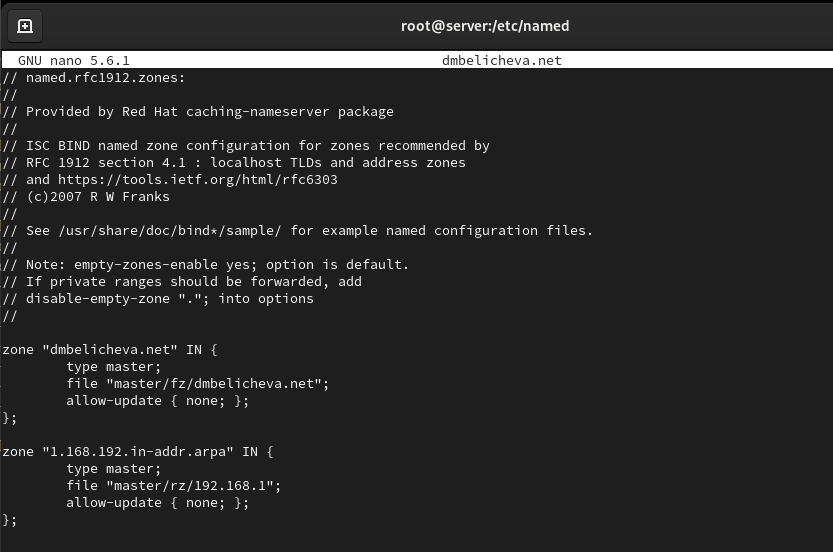 root@server:/etc/named
GNU nano 5.6.1 dmbelicheva.net
// named.rfc1912.zones:
//
// Provided by Red Hat caching-nameserver package
//
// ISC BIND named zone configuration for zones recommended by
// RFC 1912 section 4.1 : localhost TLDs and address zones
// and https://tools.ietf.org/html/rfc6303
// (c)2007 R W Franks
//
// See /usr/share/doc/bind*/sample/ for example named configuration files.
//
// Note: empty-zones-enable yes; option is default.
// If private ranges should be forwarded, add
// disable-empty-zone "."; into options
//
zone "dmbelicheva.net" IN {
        type master;
        file "master/fz/dmbelicheva.net";
        allow-update { none; };
};
zone "1.168.192.in-addr.arpa" IN {
        type master;
        file "master/rz/192.168.1";
        allow-update { none; };
};